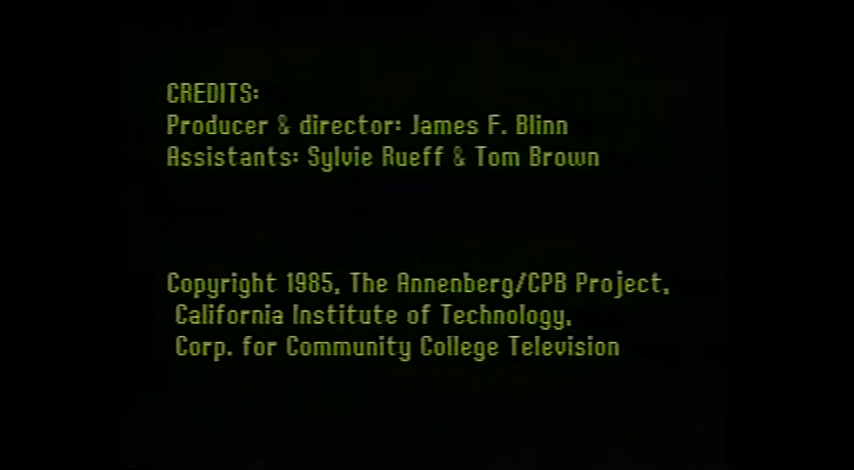 CREDITS:
Producer & director: James F. Blinn
Assistants: Sylvie Rueff & Tom Brown
Copyright 1985, The Annenberg/CPB Project,
California Institute of Technology,
Corp. for Community College Television